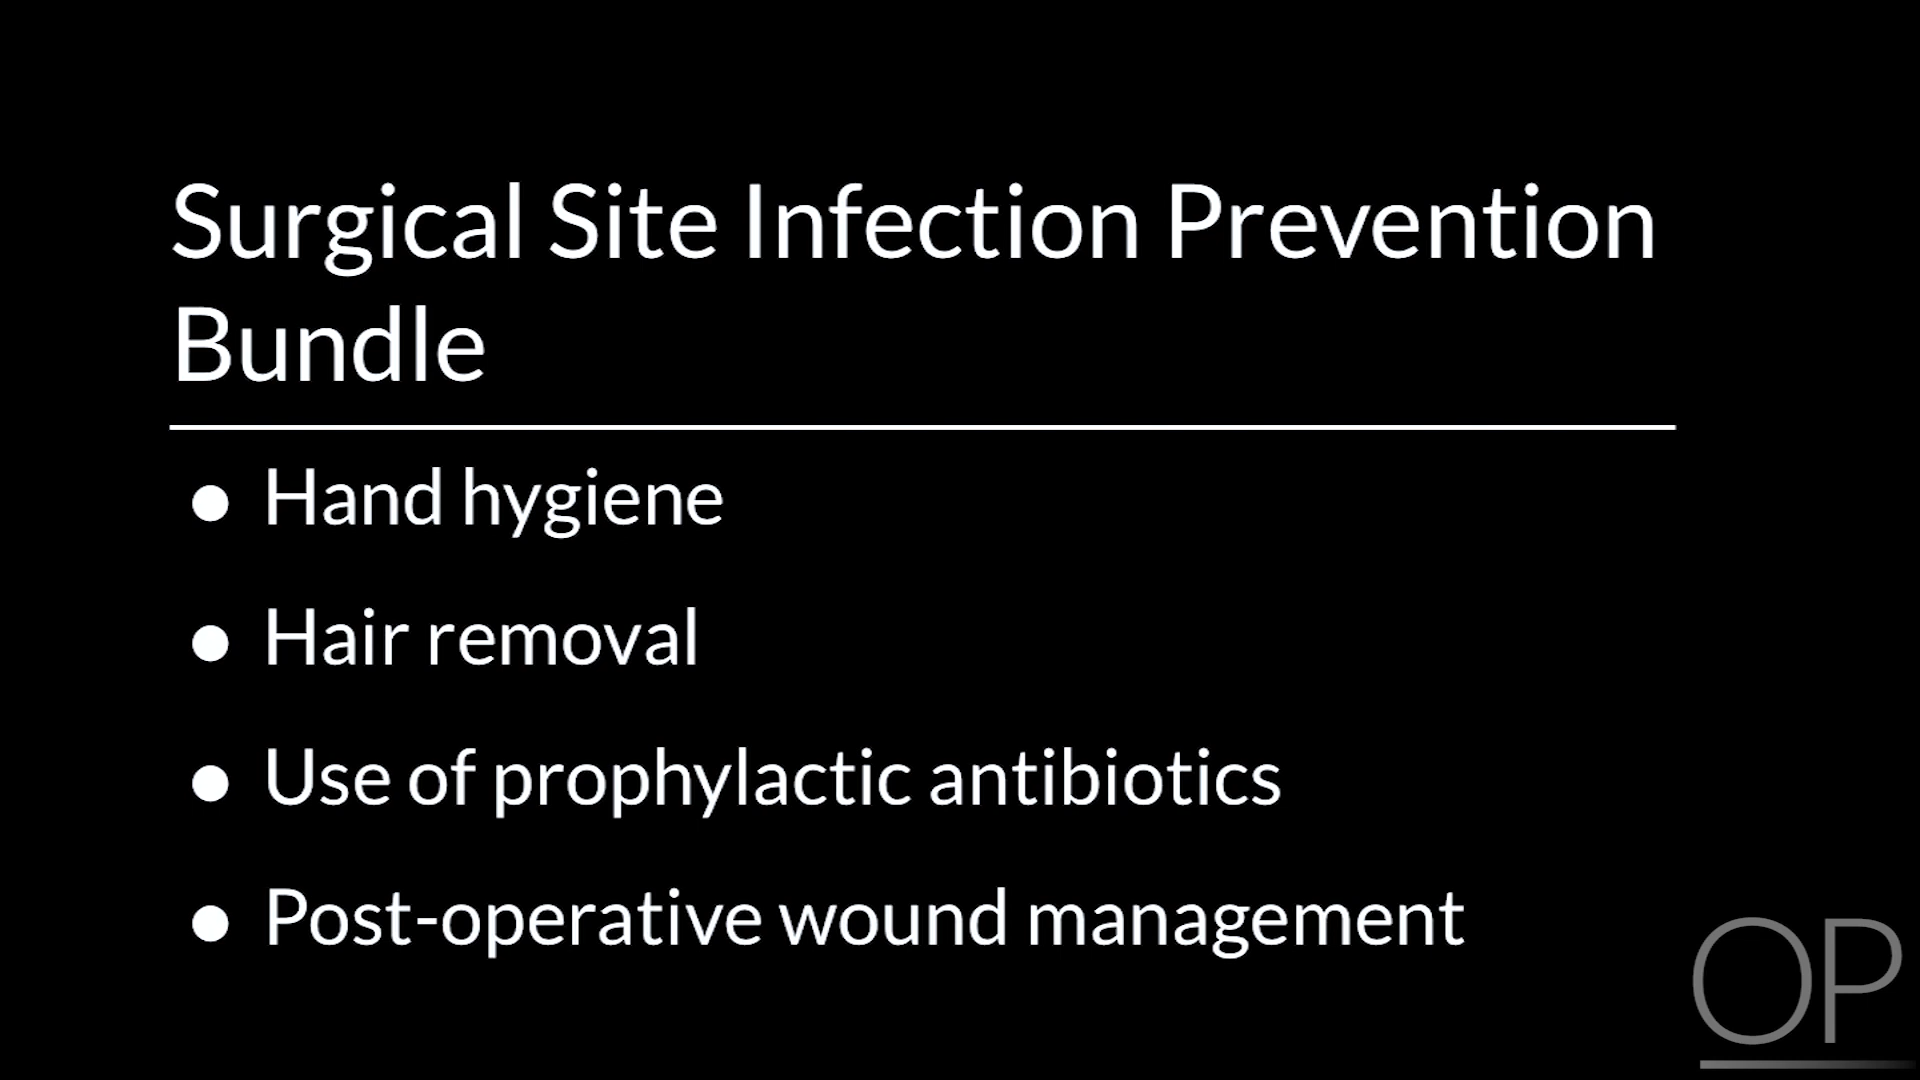 Surgical Site Infection Prevention
Bundle
● Hand hygiene
● Hair removal
● Use of prophylactic antibiotics
● Post-operative wound management
OP